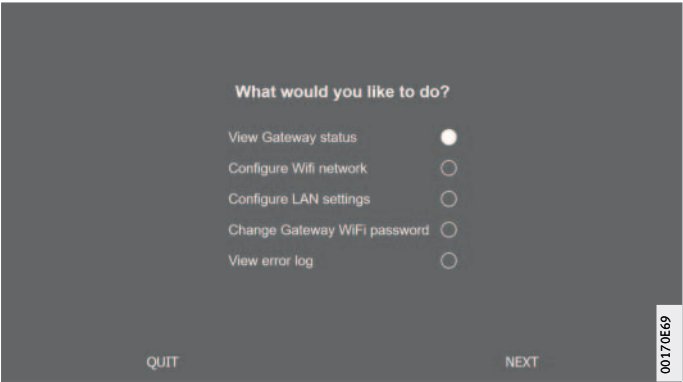 What would you like to do?
View Gateway status
Configure Wifi network
Configure LAN settings
Change Gateway WiFi password
View error log
QUIT NEXT
00170E69